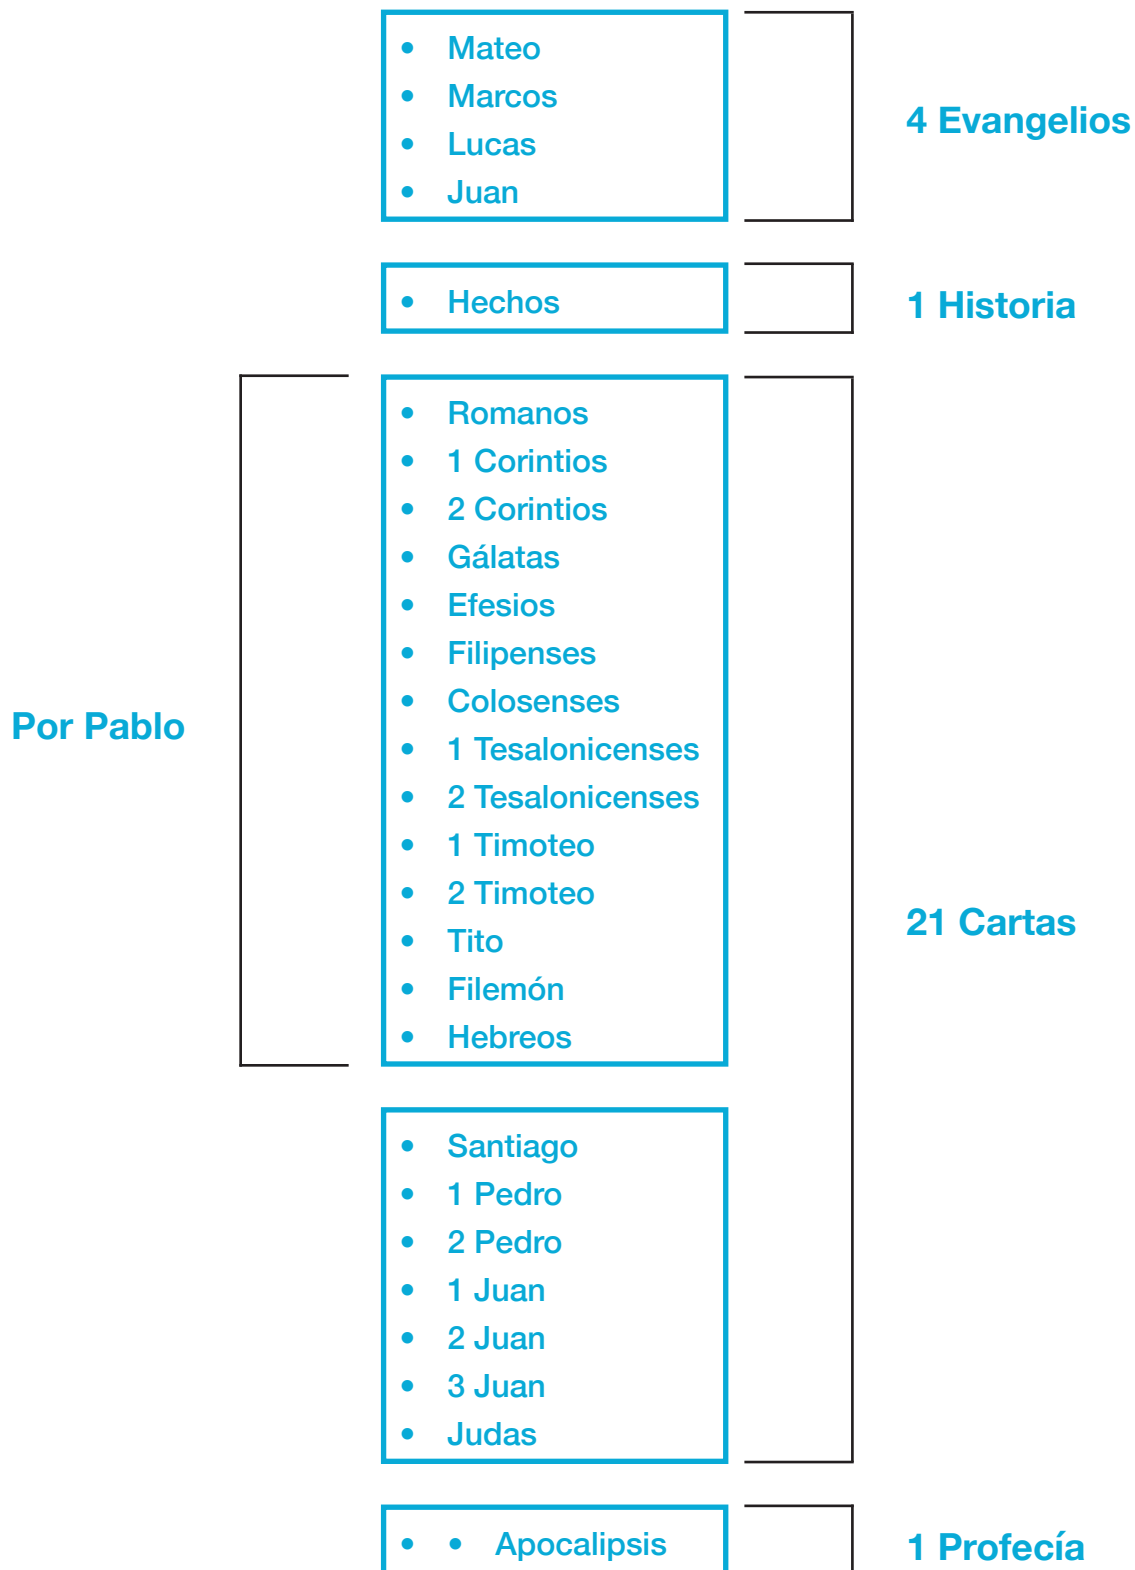 • Mateo
• Marcos
• Lucas
• Juan
4 Evangelios
• Hechos
1 Historia
Por Pablo
• Romanos
• 1 Corintios
• 2 Corintios
• Gálatas
• Efesios
• Filipenses
• Colosenses
• 1 Tesalonicenses
• 2 Tesalonicenses
• 1 Timoteo
• 2 Timoteo
• Tito
• Filemón
• Hebreos
• Santiago
• 1 Pedro
• 2 Pedro
• 1 Juan
• 2 Juan
• 3 Juan
• Judas
21 Cartas
• • Apocalipsis
1 Profecía